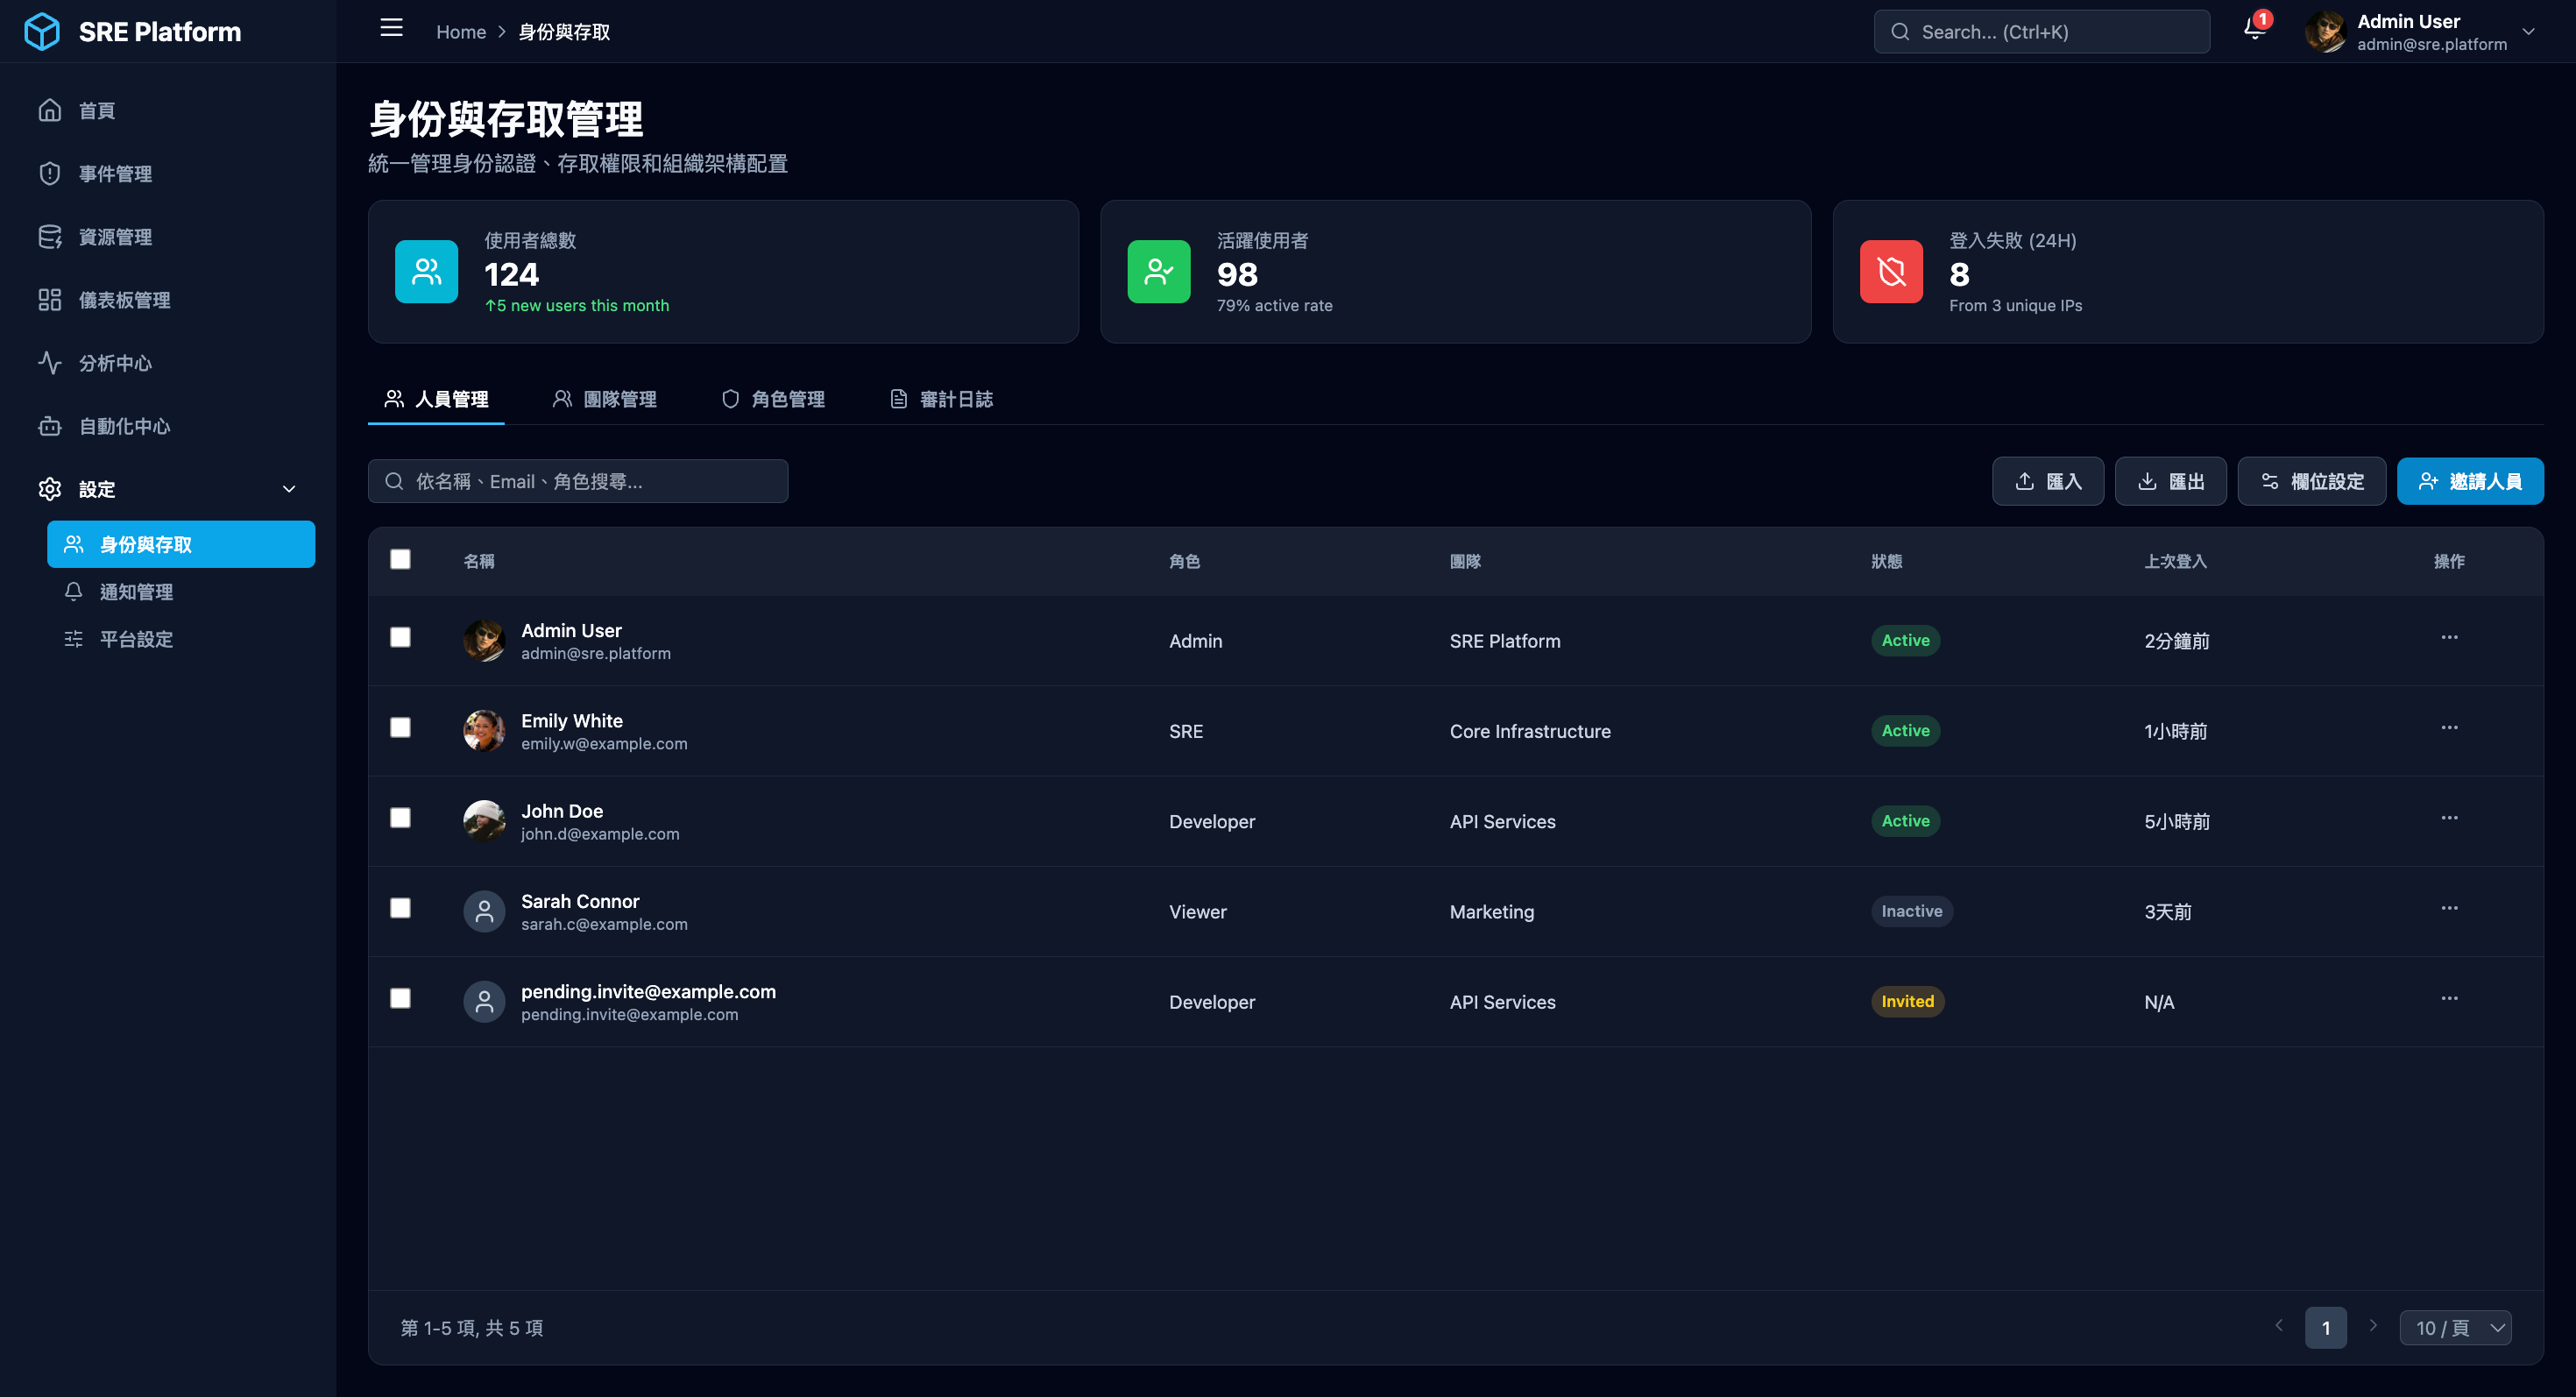 SRE Platform
Home > 身份與存取
Search... (Ctrl+K)
1
Admin User
admin@sre.platform
首頁
事件管理
資源管理
儀表板管理
分析中心
自動化中心
設定
身份與存取
通知管理
平台設定
身份與存取管理
統一管理身份認證、存取權限和組織架構配置
使用者總數
124
↑5 new users this month
活躍使用者
98
79% active rate
登入失敗 (24H)
8
From 3 unique IPs
人員管理 團隊管理 角色管理 審計日誌
依名稱、Email、角色搜尋...
匯入 匯出 欄位設定 邀請人員
名稱 角色 團隊 狀態 上次登入 操作
Admin User
admin@sre.platform
Admin SRE Platform Active 2分鐘前 ...
Emily White
emily.w@example.com
SRE Core Infrastructure Active 1小時前 ...
John Doe
john.d@example.com
Developer API Services Active 5小時前 ...
Sarah Connor
sarah.c@example.com
Viewer Marketing Inactive 3天前 ...
pending.invite@example.com
pending.invite@example.com
Developer API Services Invited N/A ...
第 1-5 項, 共 5 項
< 1 > 10 / 頁